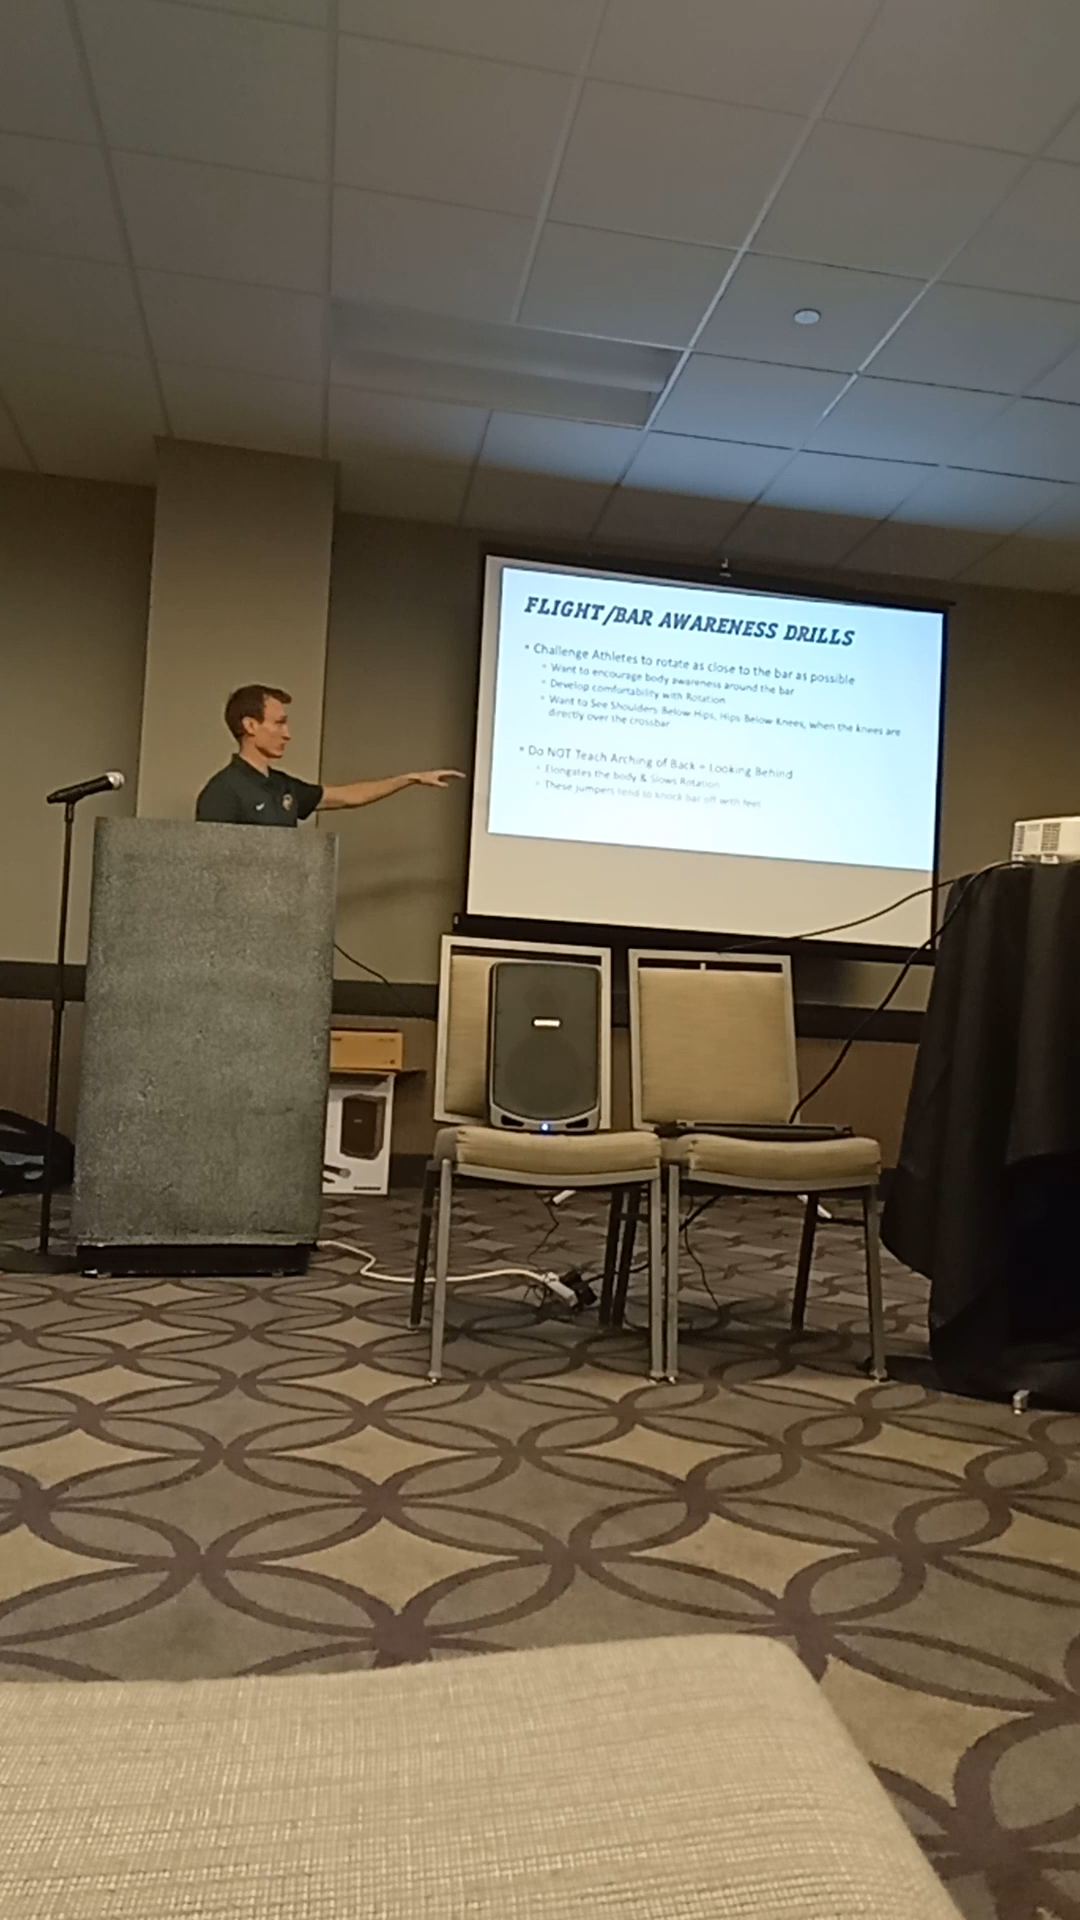 FLIGHT/BAR AWARENESS DRILLS
• Challenge Athletes to rotate as close to the bar as possible
• Want to encourage body awareness around the bar
• Develop comfortability with Rotation
• Want to See Shoulders Below Hips, Hips Below Knees, when the knees are
directly over the crossbar
• Do NOT Teach Arching of Back + Looking Behind
• Elongates the body & Slows Rotation
• These jumpers tend to knock bar off with feet